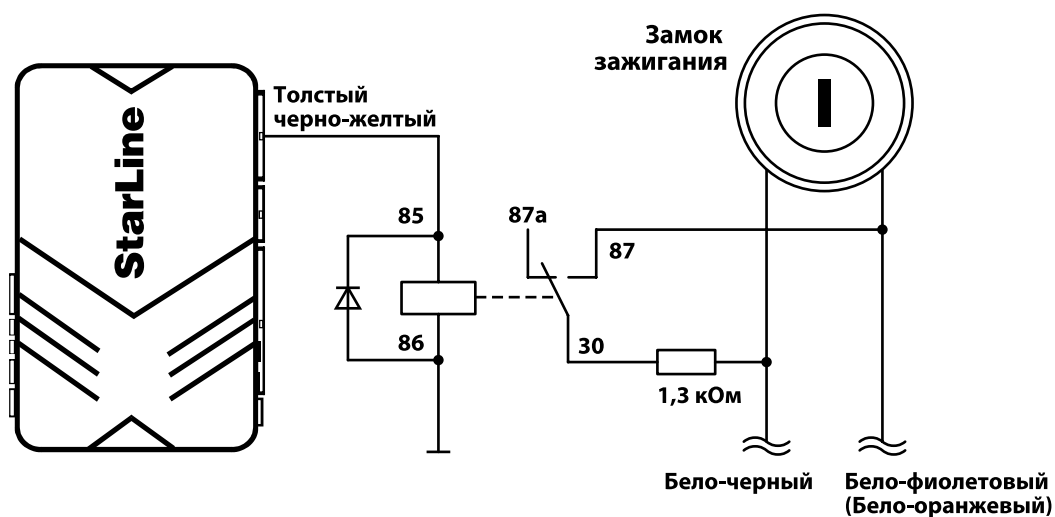 Замок
зажигания
Толстый
черно-желтый
StarLine
85
87a
87
86
30
1,3 кОм
Бело-черный
Бело-фиолетовый
(Бело-оранжевый)